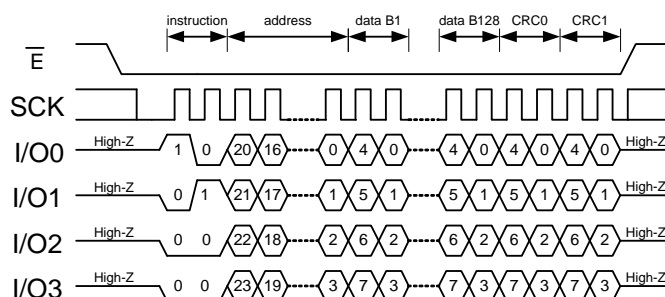 instruction address data B1 data B128 CRC0 CRC1
E
SCK
I/O0 High-Z 1 0 20 16 0 4 0 4 0 4 0 4 0 High-Z
I/O1 High-Z 0 1 21 17 1 5 1 5 1 5 1 5 1 High-Z
I/O2 High-Z 0 0 22 18 2 6 2 6 2 6 2 6 2 High-Z
I/O3 High-Z 0 0 23 19 3 7 3 7 3 7 3 7 3 High-Z